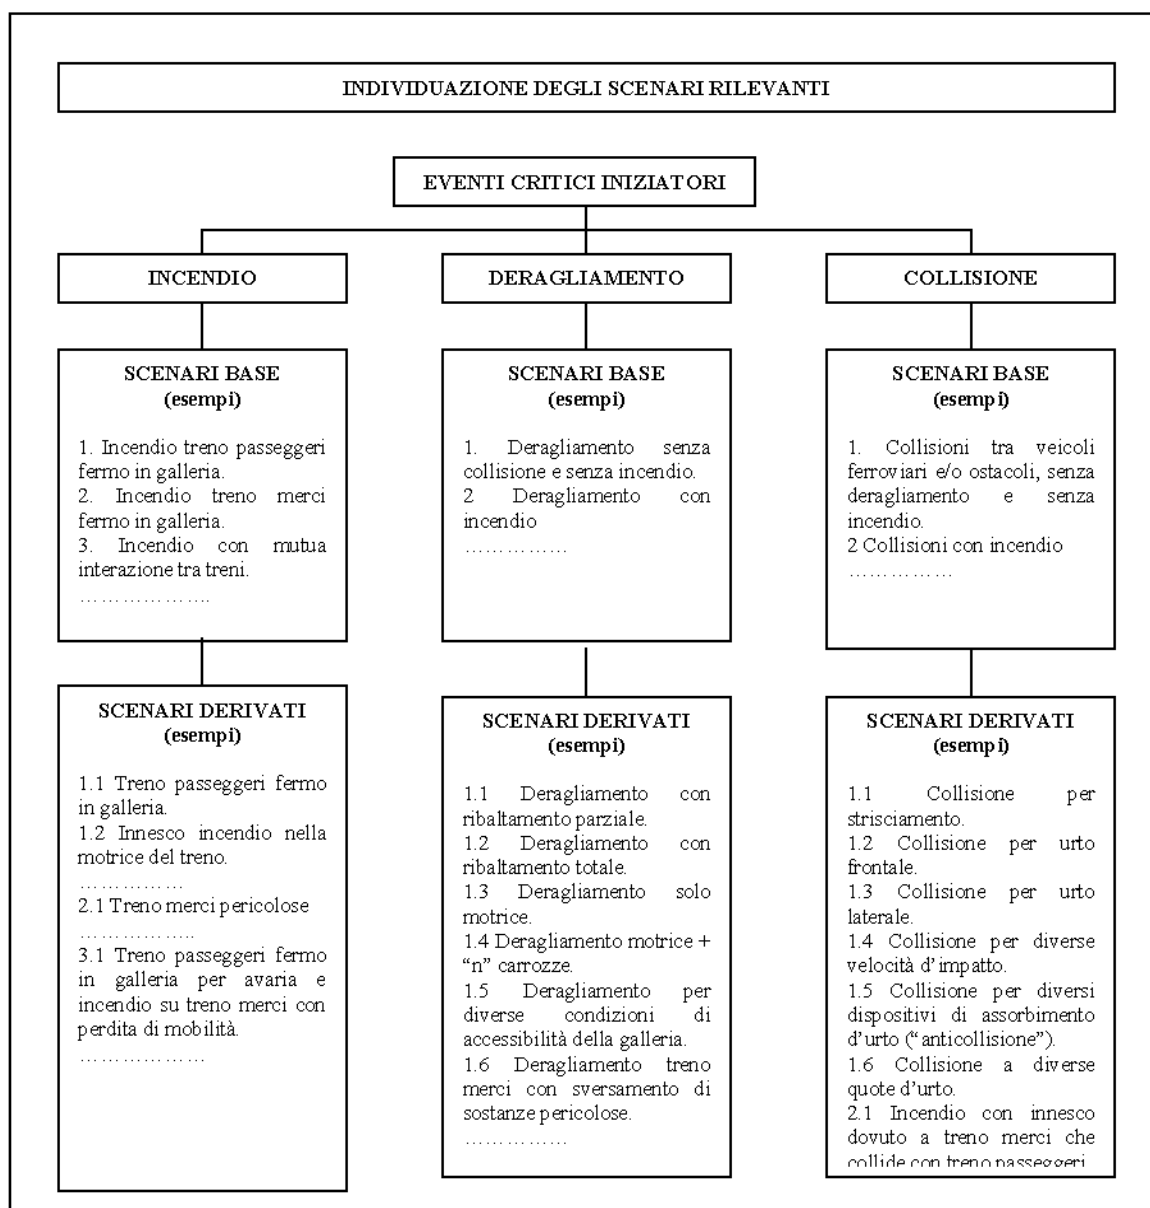 INDIVIDUAZIONE DEGLI SCENARI RILEVANTI
EVENTI CRITICI INIZIATORI
INCENDIO
DERAGLIAMENTO
COLLISIONE
SCENARI BASE
(esempi)
1. Incendio treno passeggeri
fermo in galleria.
2. Incendio treno merci
fermo in galleria.
3. Incendio con mutua
interazione tra treni.
……………….
SCENARI BASE
(esempi)
1. Deragliamento senza
collisione e senza incendio.
2 Deragliamento con
incendio
……………
SCENARI BASE
(esempi)
1. Collisioni tra veicoli
ferroviari e/o ostacoli, senza
deragliamento e senza
incendio.
2 Collisioni con incendio
……………
SCENARI DERIVATI
(esempi)
1.1 Treno passeggeri fermo
in galleria.
1.2 Innesco incendio nella
motrice del treno.
……………
2.1 Treno merci pericolose
……………..
3.1 Treno passeggeri fermo
in galleria per avaria e
incendio su treno merci con
perdita di mobilità.
………………
SCENARI DERIVATI
(esempi)
1.1 Deragliamento con
ribaltamento parziale.
1.2 Deragliamento con
ribaltamento totale.
1.3 Deragliamento solo
motrice.
1.4 Deragliamento motrice +
“n” carrozze.
1.5 Deragliamento per
diverse condizioni di
accessibilità della galleria.
1.6 Deragliamento treno
merci con sversamento di
sostanze pericolose.
……………
SCENARI DERIVATI
(esempi)
1.1 Collisione per
strisciamento.
1.2 Collisione per urto
frontale.
1.3 Collisione per urto
laterale.
1.4 Collisione per diverse
velocità d’impatto.
1.5 Collisione per diversi
dispositivi di assorbimento
d’urto (“anticollisione”).
1.6 Collisione a diverse
quote d’urto.
2.1 Incendio con innesco
dovuto a treno merci che
collide con treno passeggeri